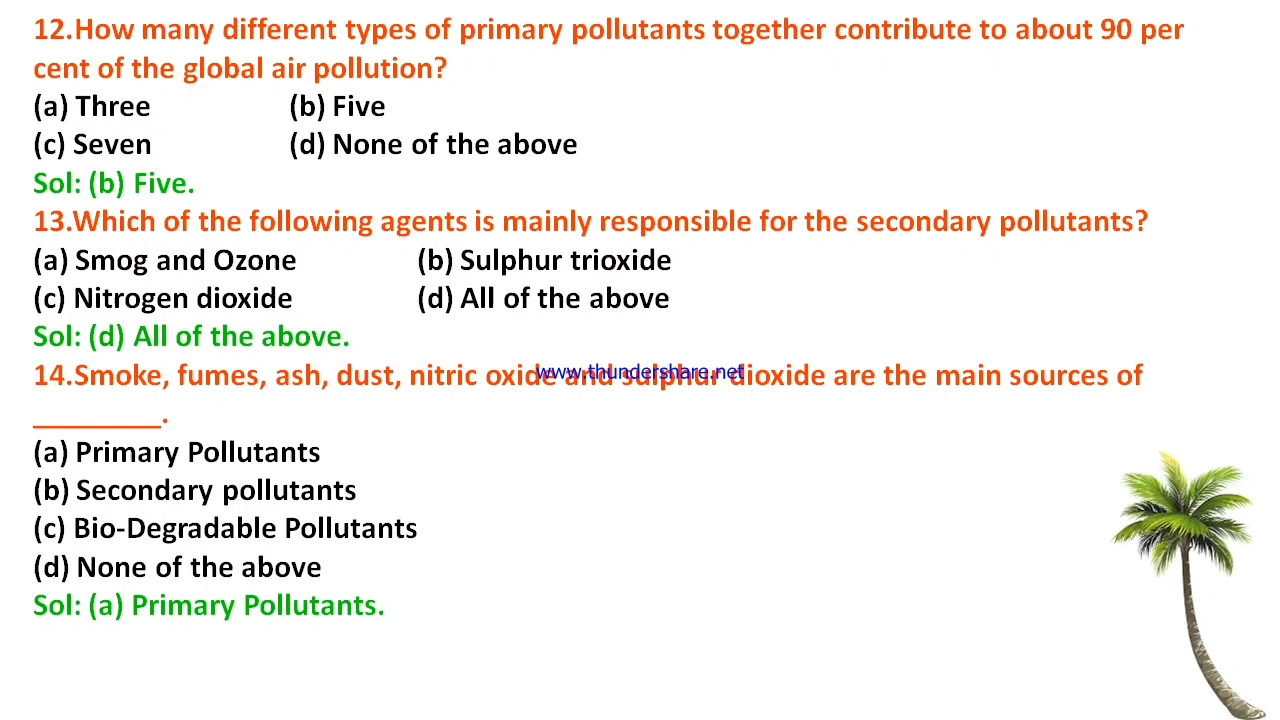 12.How many different types of primary pollutants together contribute to about 90 per
cent of the global air pollution?
(a) Three (b) Five
(c) Seven (d) None of the above
Sol: (b) Five.
13.Which of the following agents is mainly responsible for the secondary pollutants?
(a) Smog and Ozone (b) Sulphur trioxide
(c) Nitrogen dioxide (d) All of the above
Sol: (d) All of the above.
14.Smoke, fumes, ash, dust, nitric oxide and sulphur dioxide are the main sources of
www.thundershare.net
________.
(a) Primary Pollutants
(b) Secondary pollutants
(c) Bio-Degradable Pollutants
(d) None of the above
Sol: (a) Primary Pollutants.